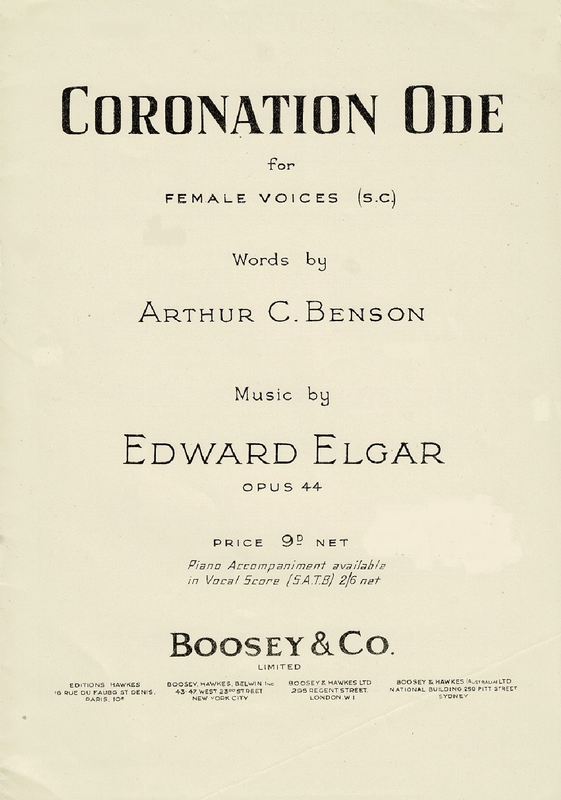 CORONATION ODE
for
FEMALE VOICES (S.C.)
Words by
ARTHUR C. BENSON
Music by
EDWARD ELGAR
OPUS 44
PRICE 9D NET
Piano Accompaniment available
in Vocal Score (S.A.T.B) 2/6 net
BOOSEY & CO.
LIMITED
EDITIONS HAWKES
16 RUE DU FAUBG ST DENIS,
PARIS, 10e
BOOSEY, HAWKES, BELWIN Inc
43-47 WEST 23RD STREET
NEW YORK CITY
BOOSEY & HAWKES LTD
295 REGENT STREET,
LONDON W 1
BOOSEY & HAWKES (AUSTRALIA) LTD
NATIONAL BUILDING 250 PITT STREET
SYDNEY